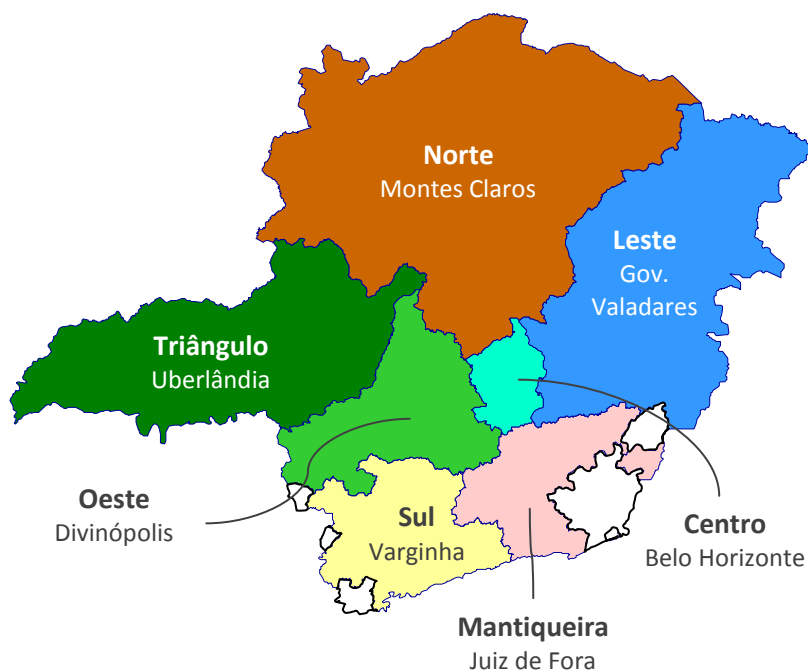 Norte
Montes Claros
Leste
Gov.
Valadares
Triângulo
Uberlândia
Oeste
Divinópolis
Sul
Varginha
Centro
Belo Horizonte
Mantiqueira
Juiz de Fora